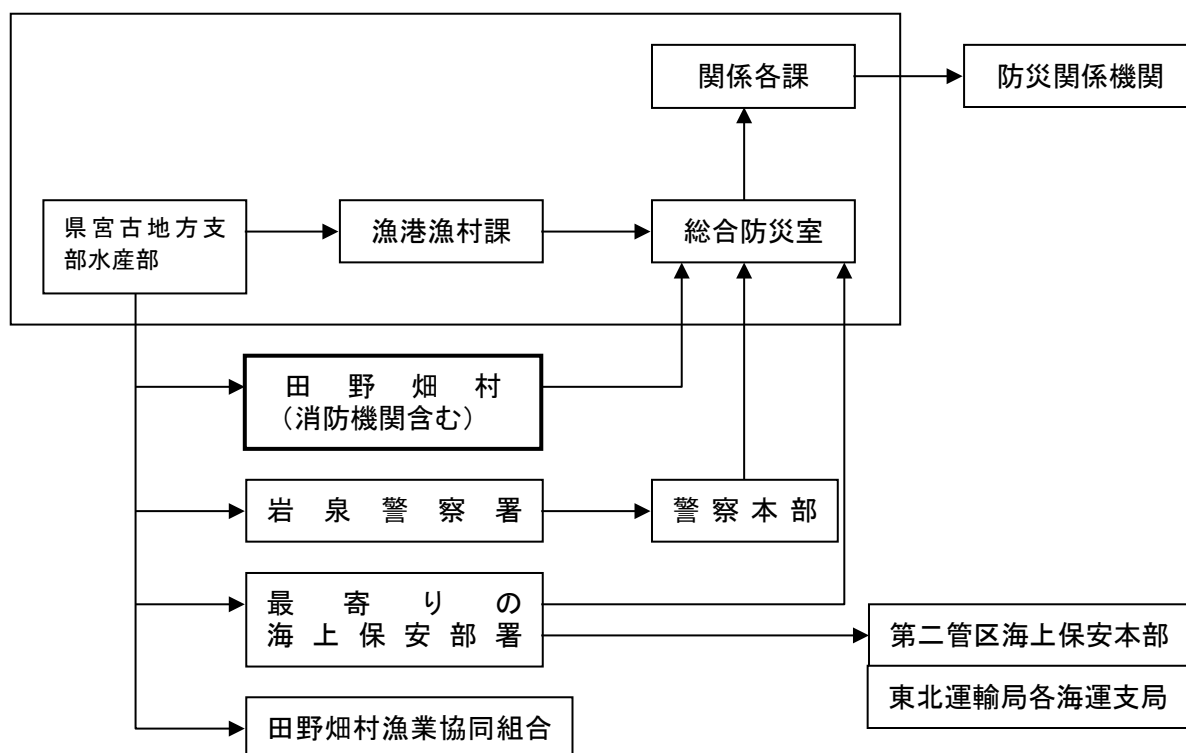 関係各課
防災関係機関
県宮古地方支
部水産部
漁港漁村課
総合防災室
田野畑村
（消防機関含む）
岩泉警察署
警察本部
最寄りの
海上保安部署
第二管区海上保安本部
東北運輸局各海運支局
田野畑村漁業協同組合